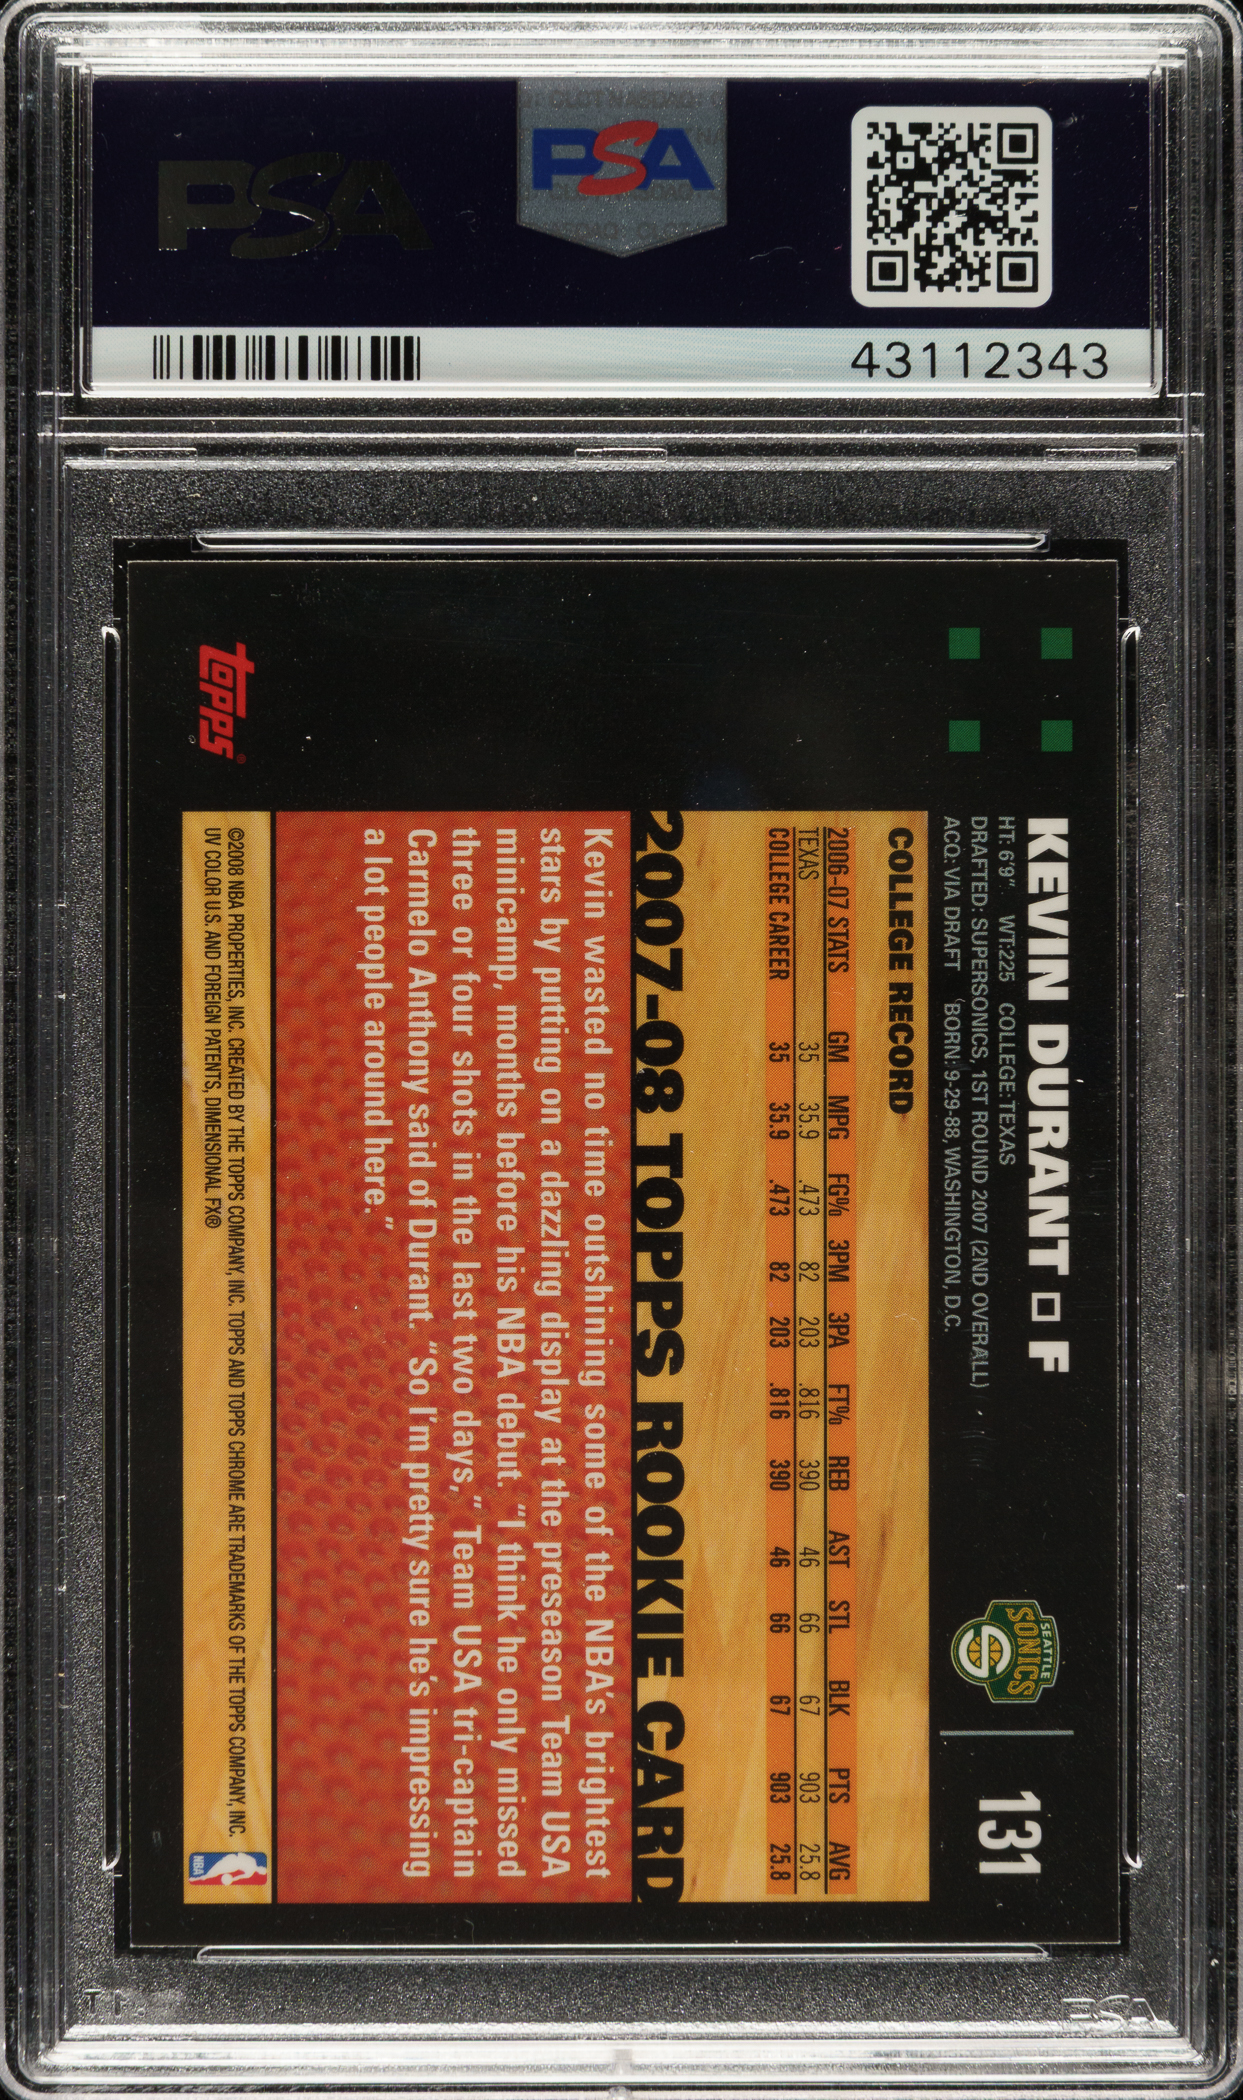 PSA
PSA
43112343
KEVIN DURANT □ F
HT: 6'9" WT: 225 COLLEGE: TEXAS
DRAFTED: SUPERSONICS, 1ST ROUND 2007 (2ND OVERALL)
ACQ: VIA DRAFT BORN: 9-29-88, WASHINGTON, D.C.
SEATTLE
SONICS
131
COLLEGE RECORD
2006-07 STATS GM MPG FG% 3PM 3PA FT% REB AST STL BLK PTS AVG
TEXAS 35 35.9 .473 82 203 .816 390 46 66 67 903 25.8
COLLEGE CAREER 35 35.9 .473 82 203 .816 390 46 66 67 903 25.8
2007-08 TOPPS ROOKIE CARD
Kevin wasted no time outshining some of the NBA's brightest
stars by putting on a dazzling display at the preseason Team USA
minicamp, months before his NBA debut. "I think he only missed
three or four shots in the last two days," Team USA tri-captain
Carmelo Anthony said of Durant. "So I'm pretty sure he's impressing
a lot people around here."
topps®
©2008 NBA PROPERTIES, INC. CREATED BY THE TOPPS COMPANY, INC. TOPPS AND TOPPS CHROME ARE TRADEMARKS OF THE TOPPS COMPANY, INC.
UV COLOR U.S. AND FOREIGN PATENTS, DIMENSIONAL FX®
NBA
PSA